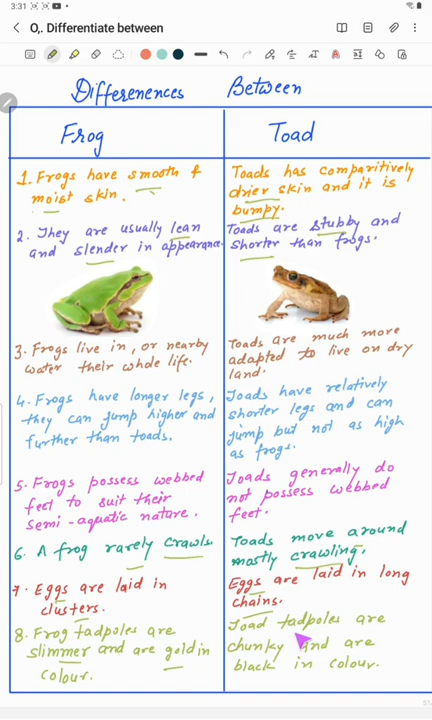 3:31
O,. Differentiate between
Differenences Between
Frog
Toad
1. Frogs have smooth &
moist skin.
Toads has comparitively
drier skin and it is
bumpy.
2. They are usually lean
and slender in appearance.
Toads are stubby and
shorter than frogs.
3. Frogs live in, or nearby
water their whole life.
Toads are much more
adapted to live on dry
land.
4. Frogs have longer legs,
they can jump higher and
further than toads.
Toads have relatively
shorter legs and can
jump but not as high
as frogs.
5. Frogs possess webbed
feet to suit their
semi-aquatic nature.
Toads generally do
not possess webbed
feet.
6. A frog rarely crawls.
Toads move around
mostly crawling.
7. Eggs are laid in
clusters.
Eggs are laid in long
chains.
8. Frog tadpoles are
slimmer and are gold in
colour.
Toad tadpoles are
chunky and are
black in colour.